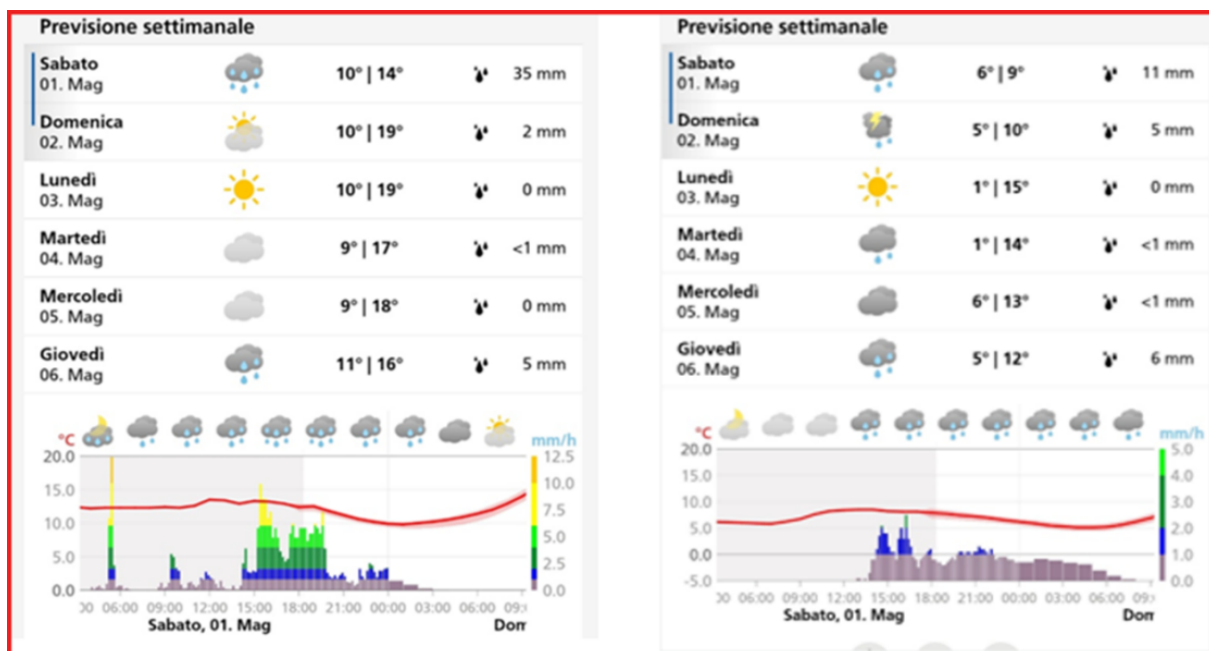 Previsione settimanale
Sabato
01. Mag
10° | 14°
35 mm
Domenica
02. Mag
10° | 19°
2 mm
Lunedì
03. Mag
10° | 19°
0 mm
Martedì
04. Mag
9° | 17°
<1 mm
Mercoledì
05. Mag
9° | 18°
0 mm
Giovedì
06. Mag
11° | 16°
5 mm
°C
mm/h
20.0
15.0
10.0
5.0
0.0
12.5
10.0
7.5
5.0
2.5
0.0
06:00 09:00 12:00 15:00 18:00 21:00 00:00 03:00 06:00
Sabato, 01. Mag
Previsione settimanale
Sabato
01. Mag
6° | 9°
11 mm
Domenica
02. Mag
5° | 10°
5 mm
Lunedì
03. Mag
1° | 15°
0 mm
Martedì
04. Mag
1° | 14°
<1 mm
Mercoledì
05. Mag
6° | 13°
<1 mm
Giovedì
06. Mag
5° | 12°
6 mm
°C
mm/h
20.0
15.0
10.0
5.0
0.0
-5.0
5.0
4.0
3.0
2.0
1.0
0.0
06:00 09:00 12:00 15:00 18:00 21:00 00:00 03:00 06:00
Sabato, 01. Mag